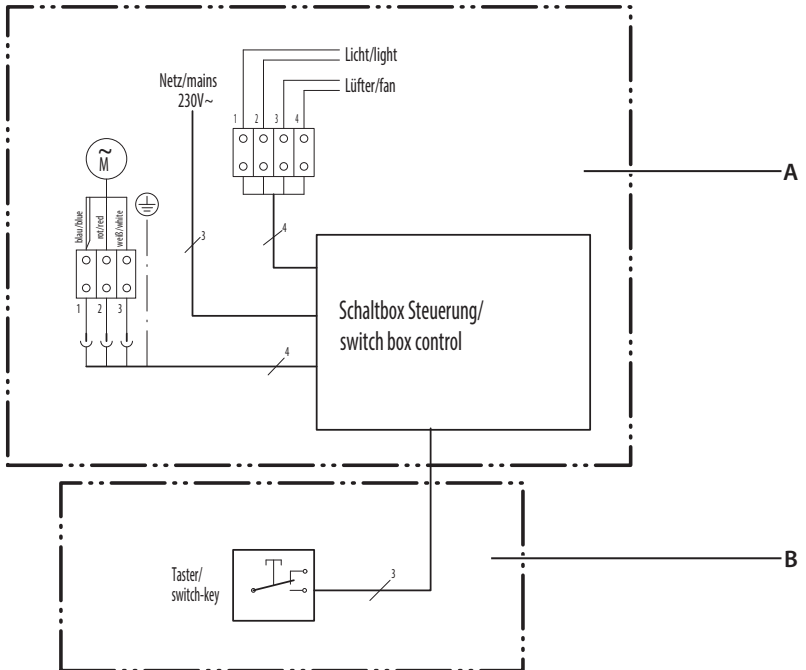 Licht/light
Netz/mains
230V~
Lüfter/fan
1 2 3 4
A
~
M
blau/blue
rot/red
weiß/white
3
4
Schaltbox Steuerung/
switch box control
1 2 3
4
B
Taster/
switch-key
3